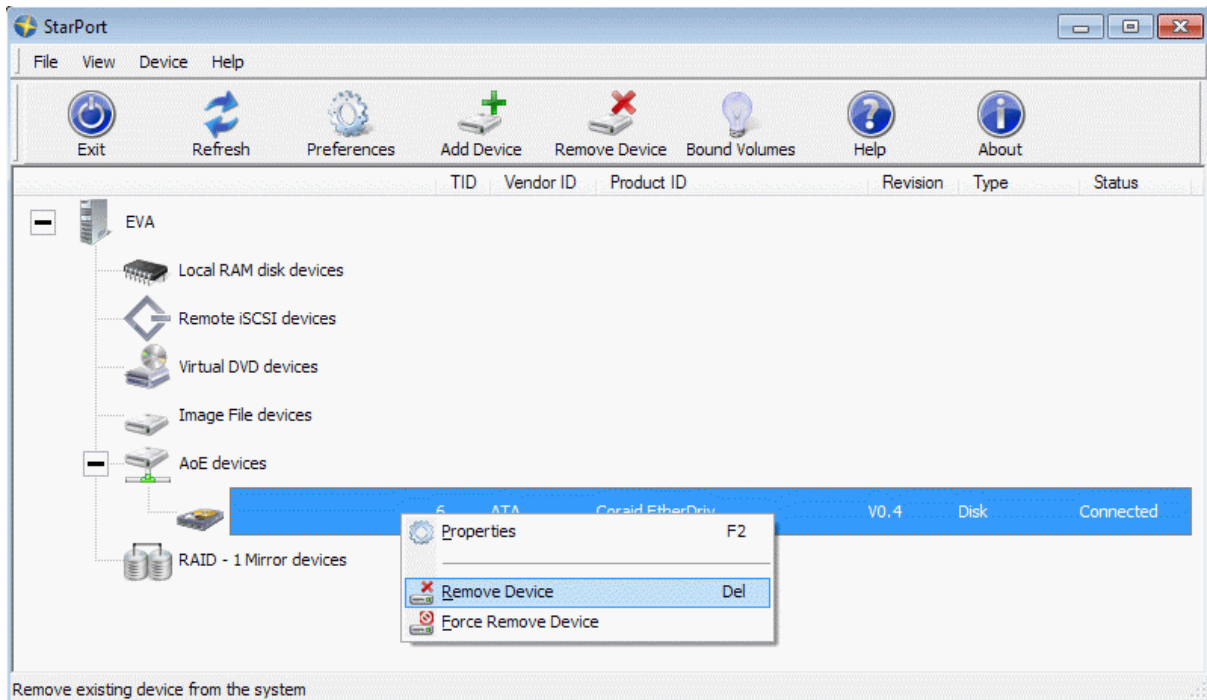 StarPort
File View Device Help
Exit Refresh Preferences Add Device Remove Device Bound Volumes Help About
TID Vendor ID Product ID Revision Type Status
EVA
Local RAM disk devices
Remote iSCSI devices
Virtual DVD devices
Image File devices
AoE devices
6 ATA Coraid EtherDriv V0.4 Disk Connected
Properties F2
RAID - 1 Mirror devices
Remove Device Del
Force Remove Device
Remove existing device from the system